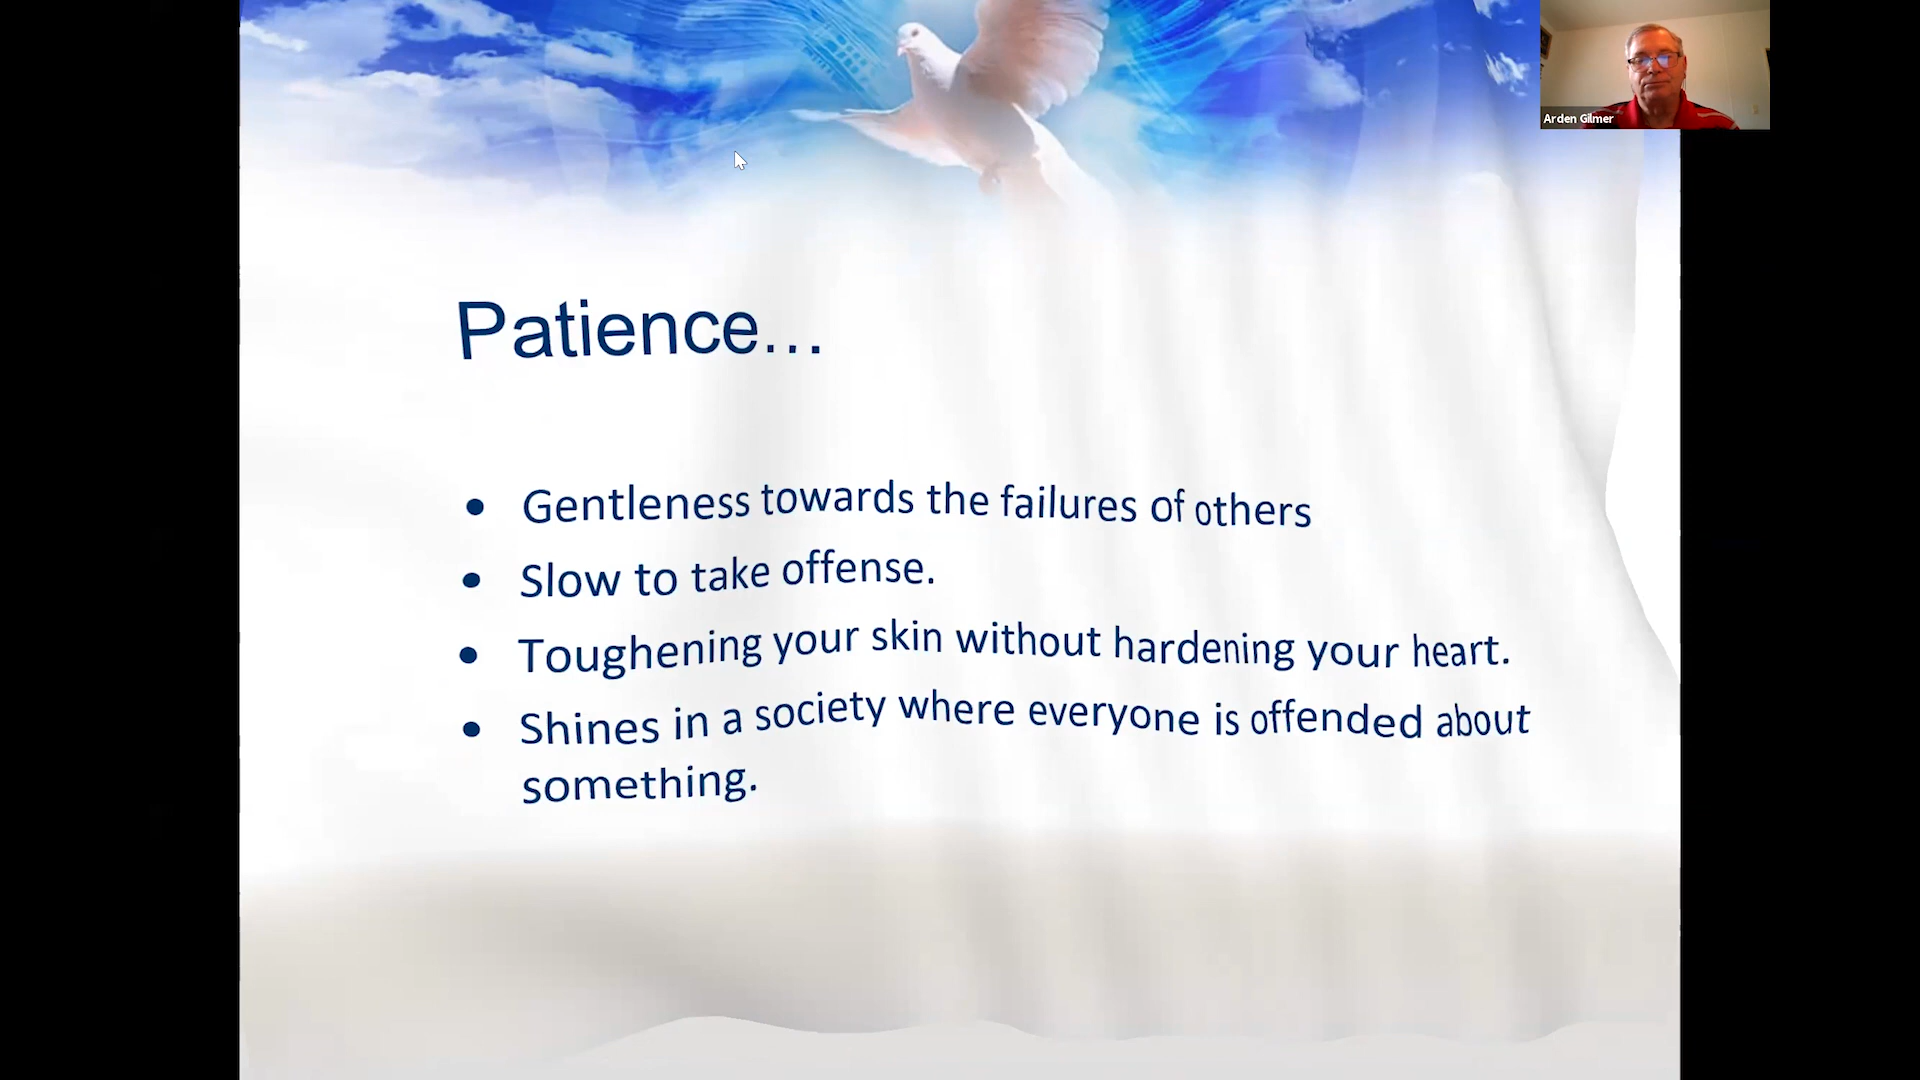 Arden Gilmer
Patience...
• Gentleness towards the failures of others
• Slow to take offense.
• Toughening your skin without hardening your heart.
• Shines in a society where everyone is offended about
something.